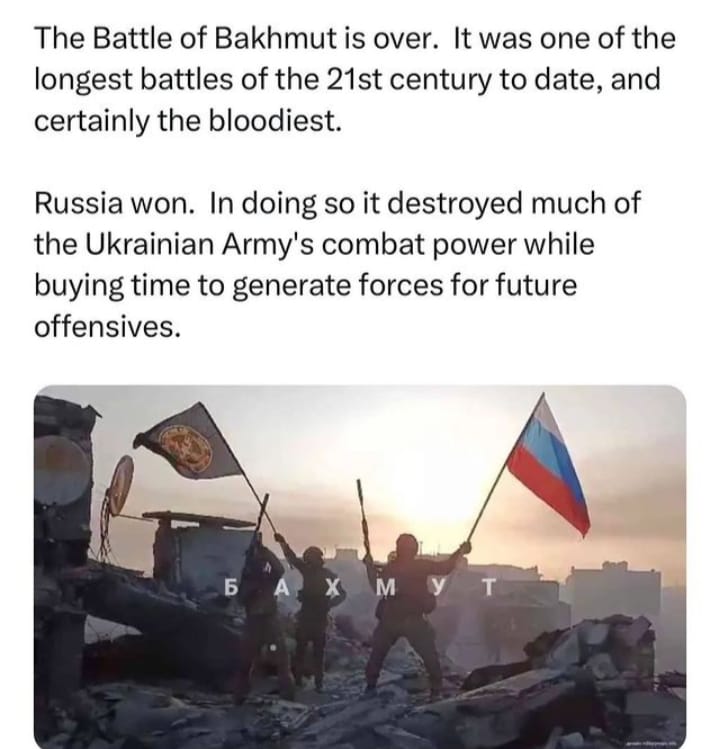 The Battle of Bakhmut is over.  It was one of the
longest battles of the 21st century to date, and
certainly the bloodiest.
Russia won.  In doing so it destroyed much of
the Ukrainian Army's combat power while
buying time to generate forces for future
offensives.
БАХМУТ